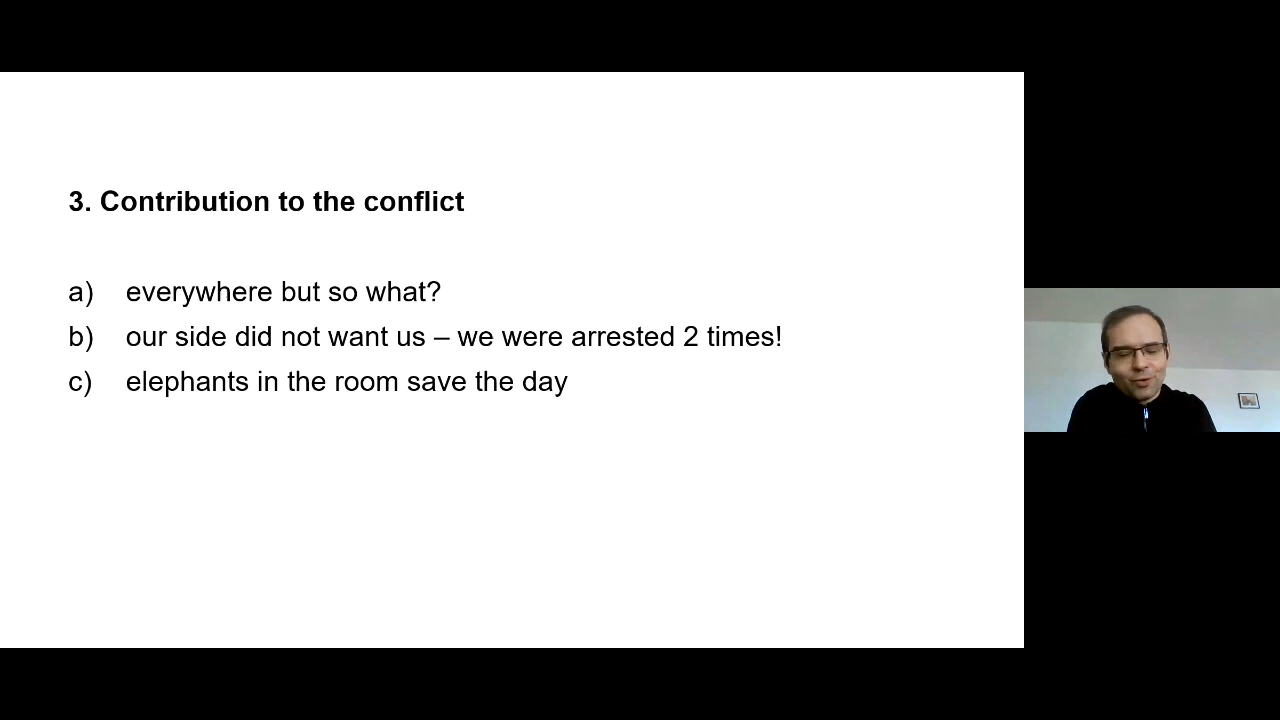 3. Contribution to the conflict
a) everywhere but so what?
b) our side did not want us – we were arrested 2 times!
c) elephants in the room save the day